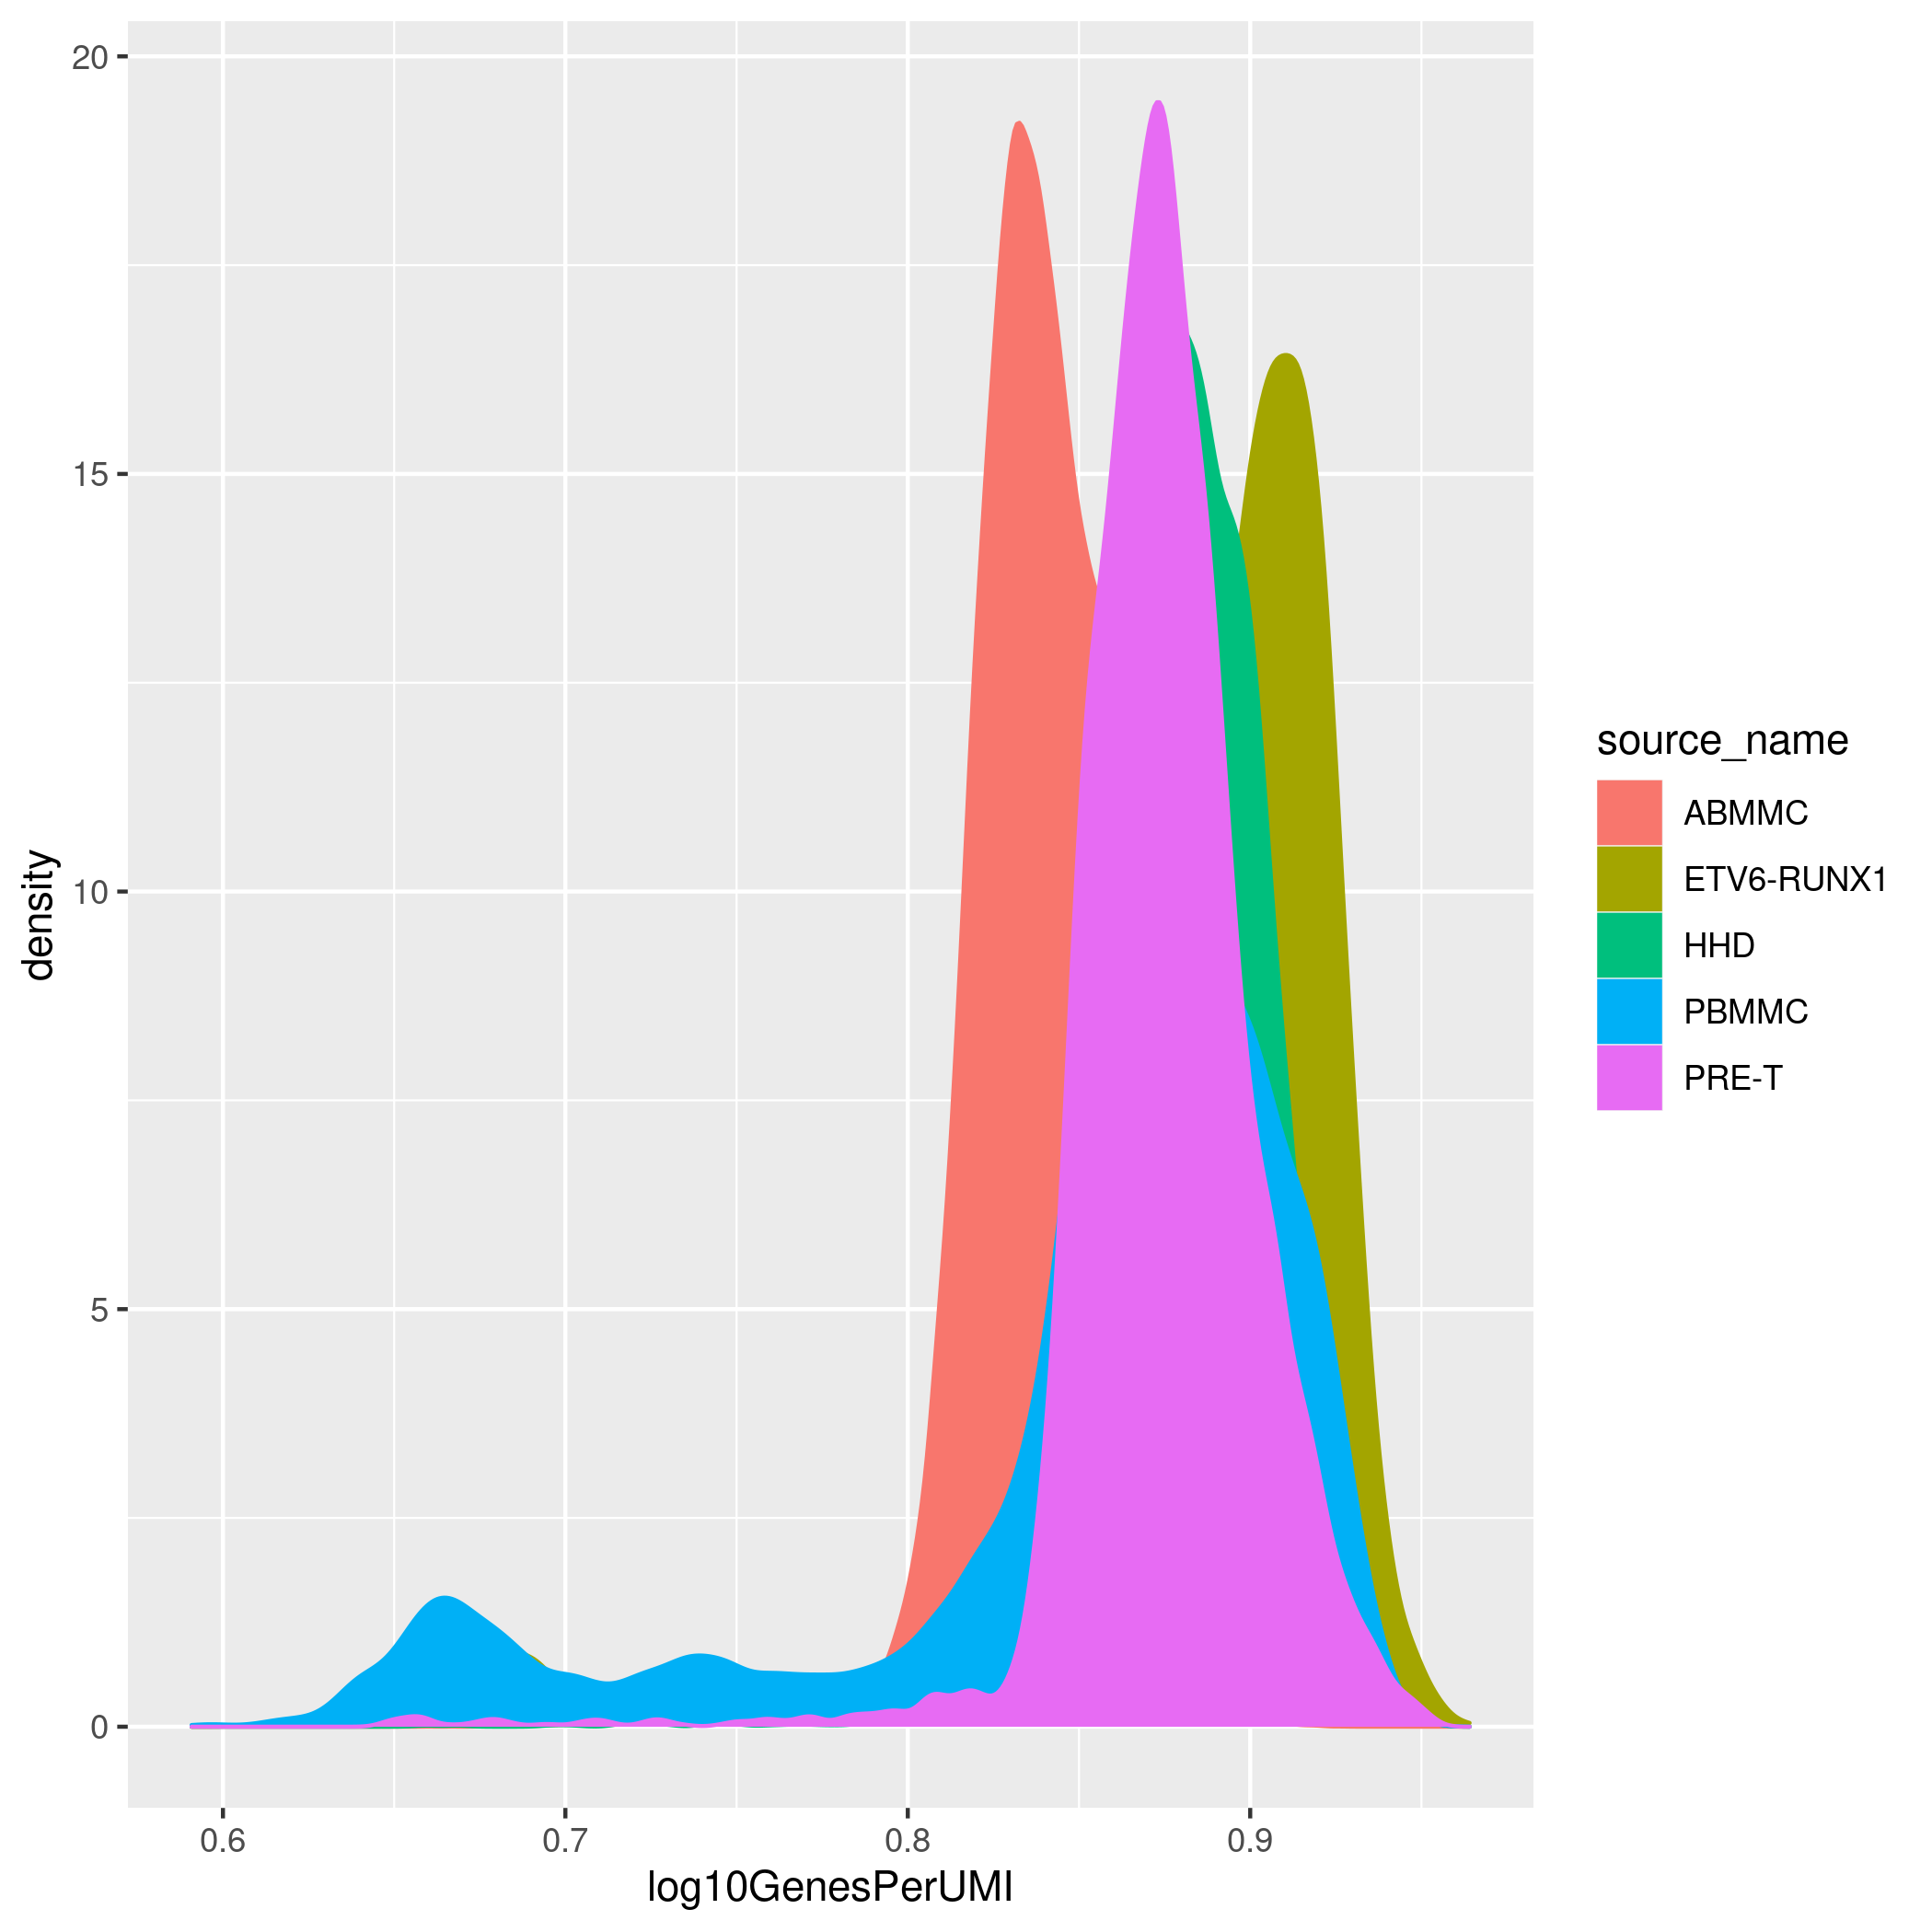 20
15
10
5
0
density
0.6 0.7 0.8 0.9
log10GenesPerUMI
source_name
ABMMC
ETV6-RUNX1
HHD
PBMMC
PRE-T